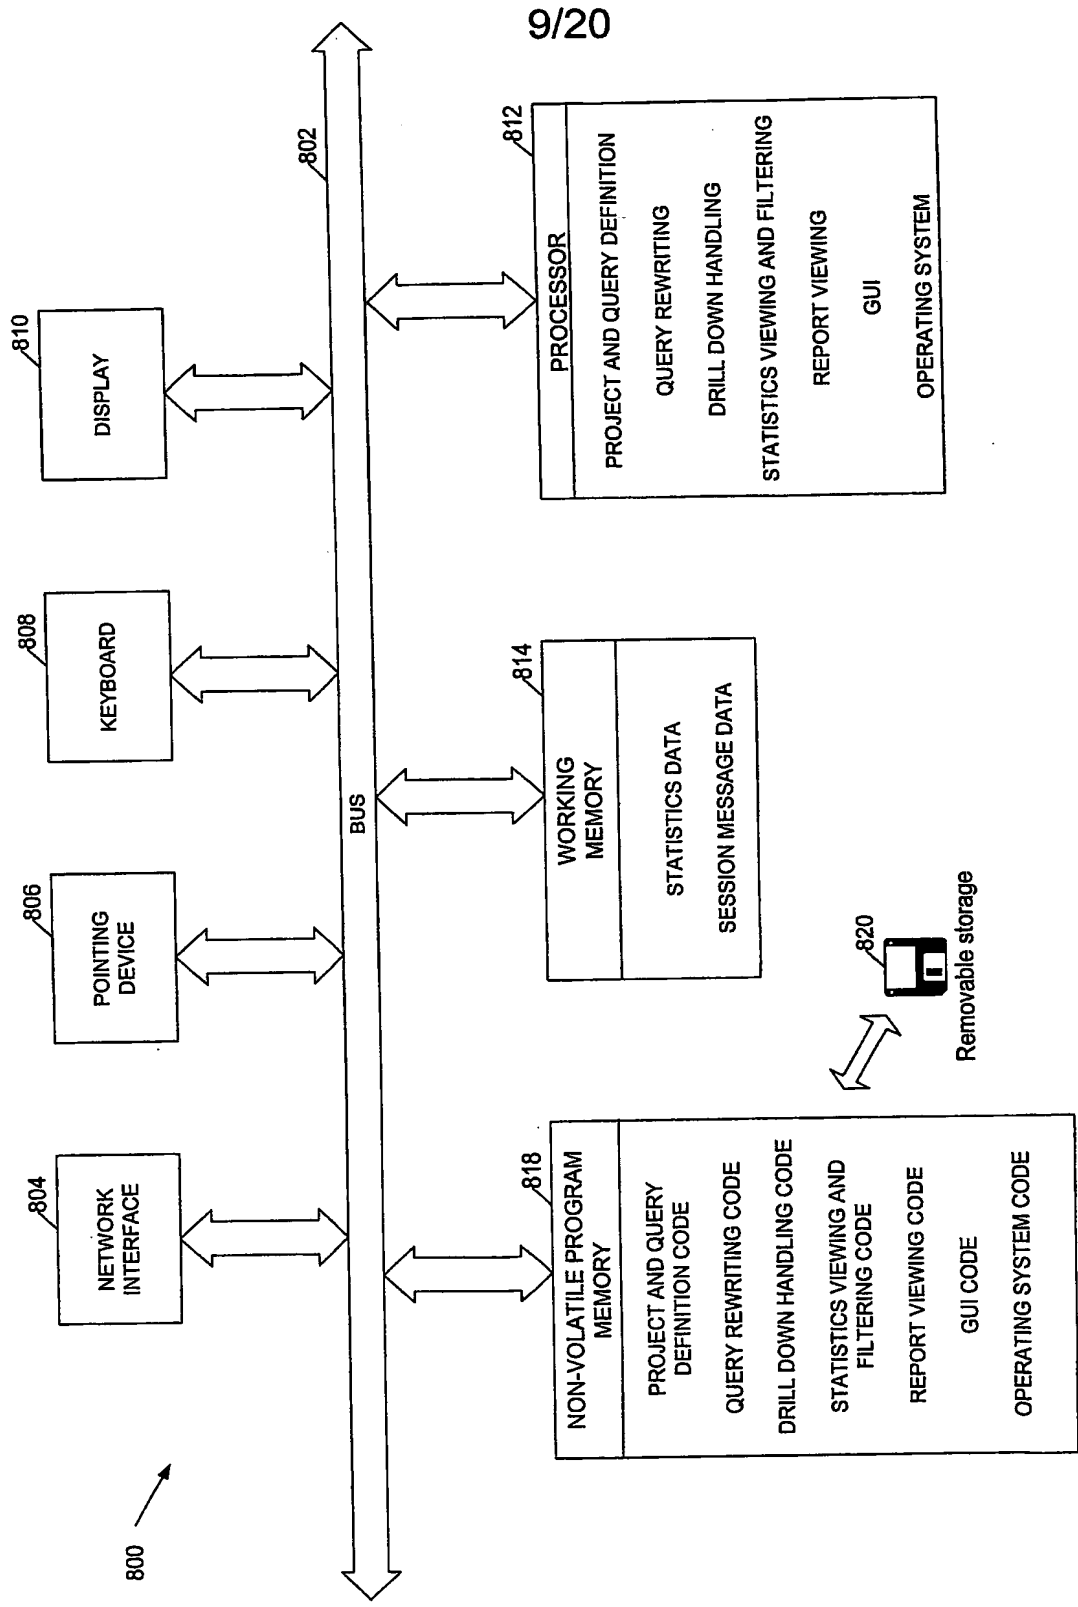 9/20
800
804
NETWORK
INTERFACE
806
POINTING
DEVICE
808
KEYBOARD
810
DISPLAY
802
BUS
818
NON-VOLATILE PROGRAM
MEMORY
PROJECT AND QUERY
DEFINITION CODE
QUERY REWRITING CODE
DRILL DOWN HANDLING CODE
STATISTICS VIEWING AND
FILTERING CODE
REPORT VIEWING CODE
GUI CODE
OPERATING SYSTEM CODE
820
Removable storage
814
WORKING
MEMORY
STATISTICS DATA
SESSION MESSAGE DATA
812
PROCESSOR
PROJECT AND QUERY DEFINITION
QUERY REWRITING
DRILL DOWN HANDLING
STATISTICS VIEWING AND FILTERING
REPORT VIEWING
GUI
OPERATING SYSTEM